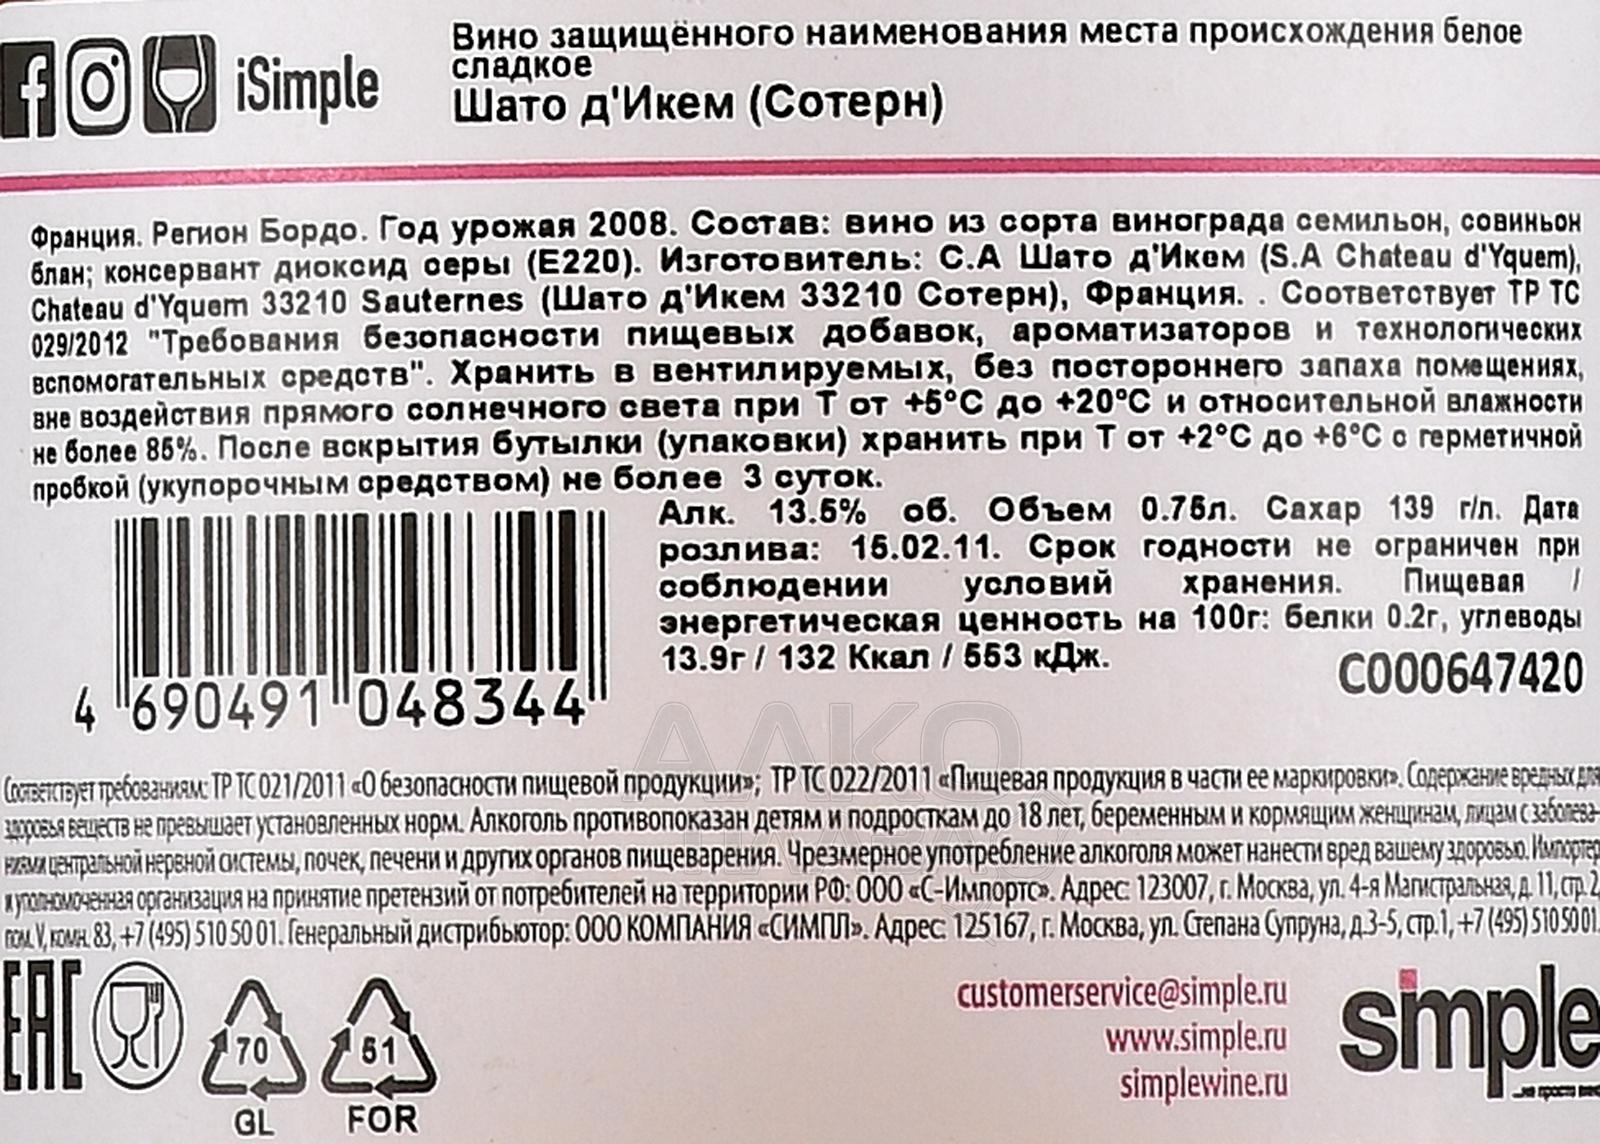 iSimple
Вино защищённого наименования места происхождения белое
сладкое
Шато д'Икем (Сотерн)
Франция. Регион Бордо. Год урожая 2008. Состав: вино из сорта винограда семильон, совиньон
блан; консервант диоксид серы (Е220). Изготовитель: С.А Шато д'Икем (S.A Chateau d'Yquem),
Chateau d'Yquem 33210 Sauternes (Шато д'Икем 33210 Сотерн), Франция. . Соответствует ТР ТС
029/2012 "Требования безопасности пищевых добавок, ароматизаторов и технологических
вспомогательных средств". Хранить в вентилируемых, без постороннего запаха помещениях,
вне воздействия прямого солнечного света при Т от +5°С до +20°С и относительной влажности
не более 85%. После вскрытия бутылки (упаковки) хранить при Т от +2°С до +6°С с герметичной
пробкой (укупорочным средством) не более 3 суток.
Алк. 13.5% об. Объем 0.75л. Сахар 139 г/л. Дата
розлива: 15.02.11. Срок годности не ограничен при
соблюдении условий хранения. Пищевая /
энергетическая ценность на 100г: белки 0.2г, углеводы
13.9г / 132 Ккал / 553 кДж.
С000647420
4 690491 048344
АЛКО
Соответствует требованиям: ТР ТС 021/2011 «О безопасности пищевой продукции»; ТР ТС 022/2011 «Пищевая продукция в части ее маркировки». Содержание вредных для
здоровья веществ не превышает установленных норм. Алкоголь противопоказан детям и подросткам до 18 лет, беременным и кормящим женщинам, лицам с заболева-
ниями центральной нервной системы, почек, печени и других органов пищеварения. Чрезмерное употребление алкоголя может нанести вред вашему здоровью. Импортер
и уполномоченная организация на принятие претензий от потребителей на территории РФ: ООО «С-Импортс». Адрес: 123007, г. Москва, ул. 4-я Магистральная, д. 11, стр. 2,
пом. V, комн. 83, +7 (495) 510 50 01. Генеральный дистрибьютор: ООО КОМПАНИЯ «СИМПЛ». Адрес: 125167, г. Москва, ул. Степана Супруна, д.3-5, стр.1, +7 (495) 510 50 01.
EAC
70
GL
51
FOR
customerservice@simple.ru
www.simple.ru
simplewine.ru
simple
...не просто вино